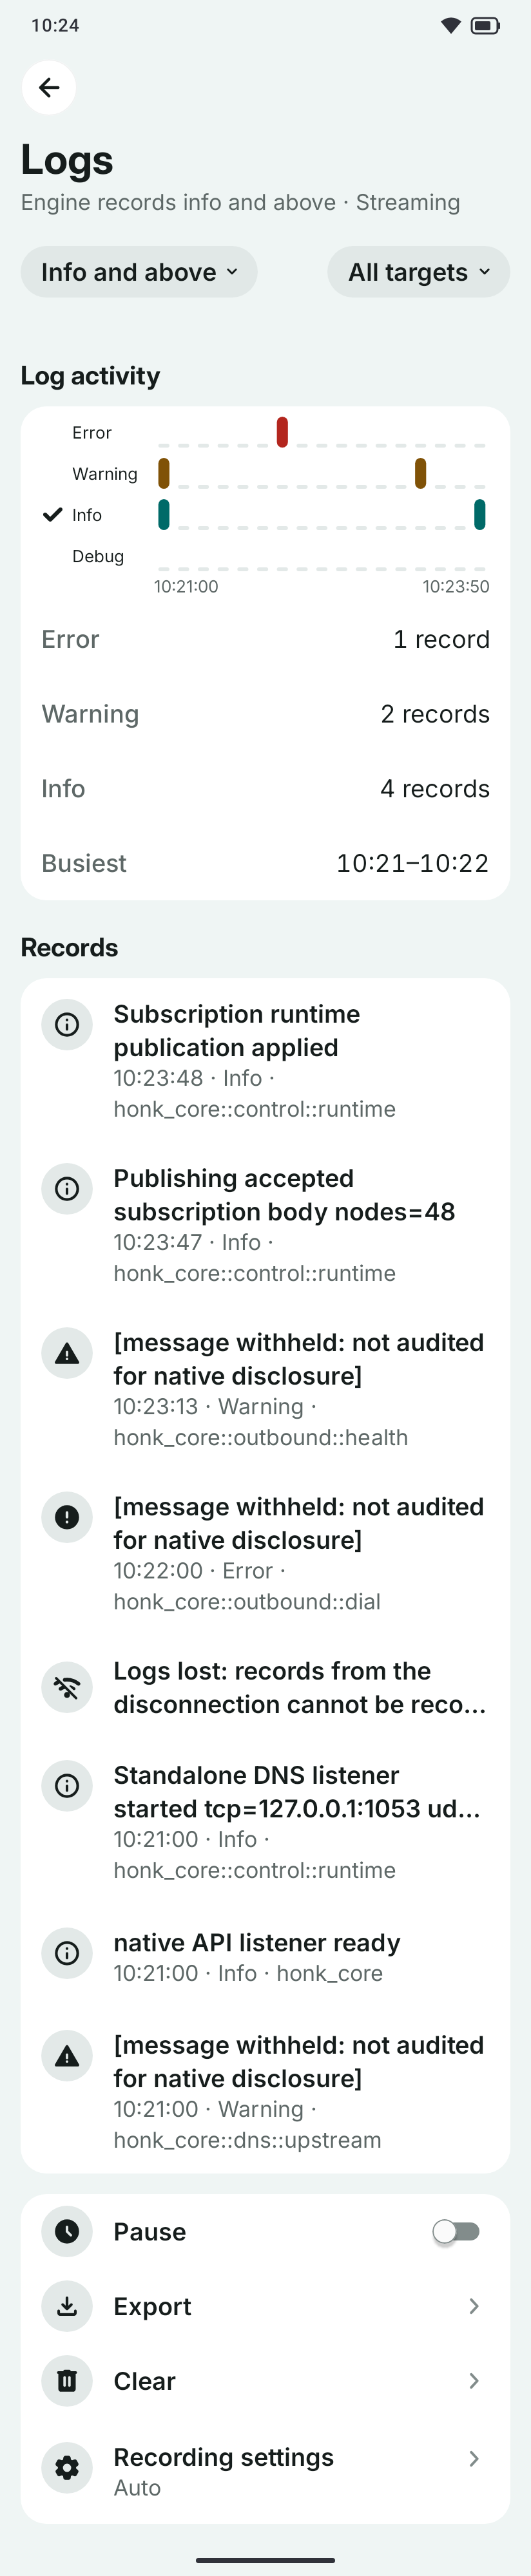 10:24
Logs
Engine records info and above · Streaming
Info and above
All targets
Log activity
Error
Warning
Info
Debug
10:21:00
10:23:50
Error
1 record
Warning
2 records
Info
4 records
Busiest
10:21–10:22
Records
Subscription runtime
publication applied
10:23:48 · Info ·
honk_core::control::runtime
Publishing accepted
subscription body nodes=48
10:23:47 · Info ·
honk_core::control::runtime
[message withheld: not audited
for native disclosure]
10:23:13 · Warning ·
honk_core::outbound::health
[message withheld: not audited
for native disclosure]
10:22:00 · Error ·
honk_core::outbound::dial
Logs lost: records from the
disconnection cannot be reco…
Standalone DNS listener
started tcp=127.0.0.1:1053 ud…
10:21:00 · Info ·
honk_core::control::runtime
native API listener ready
10:21:00 · Info · honk_core
[message withheld: not audited
for native disclosure]
10:21:00 · Warning ·
honk_core::dns::upstream
Pause
Export
Clear
Recording settings
Auto